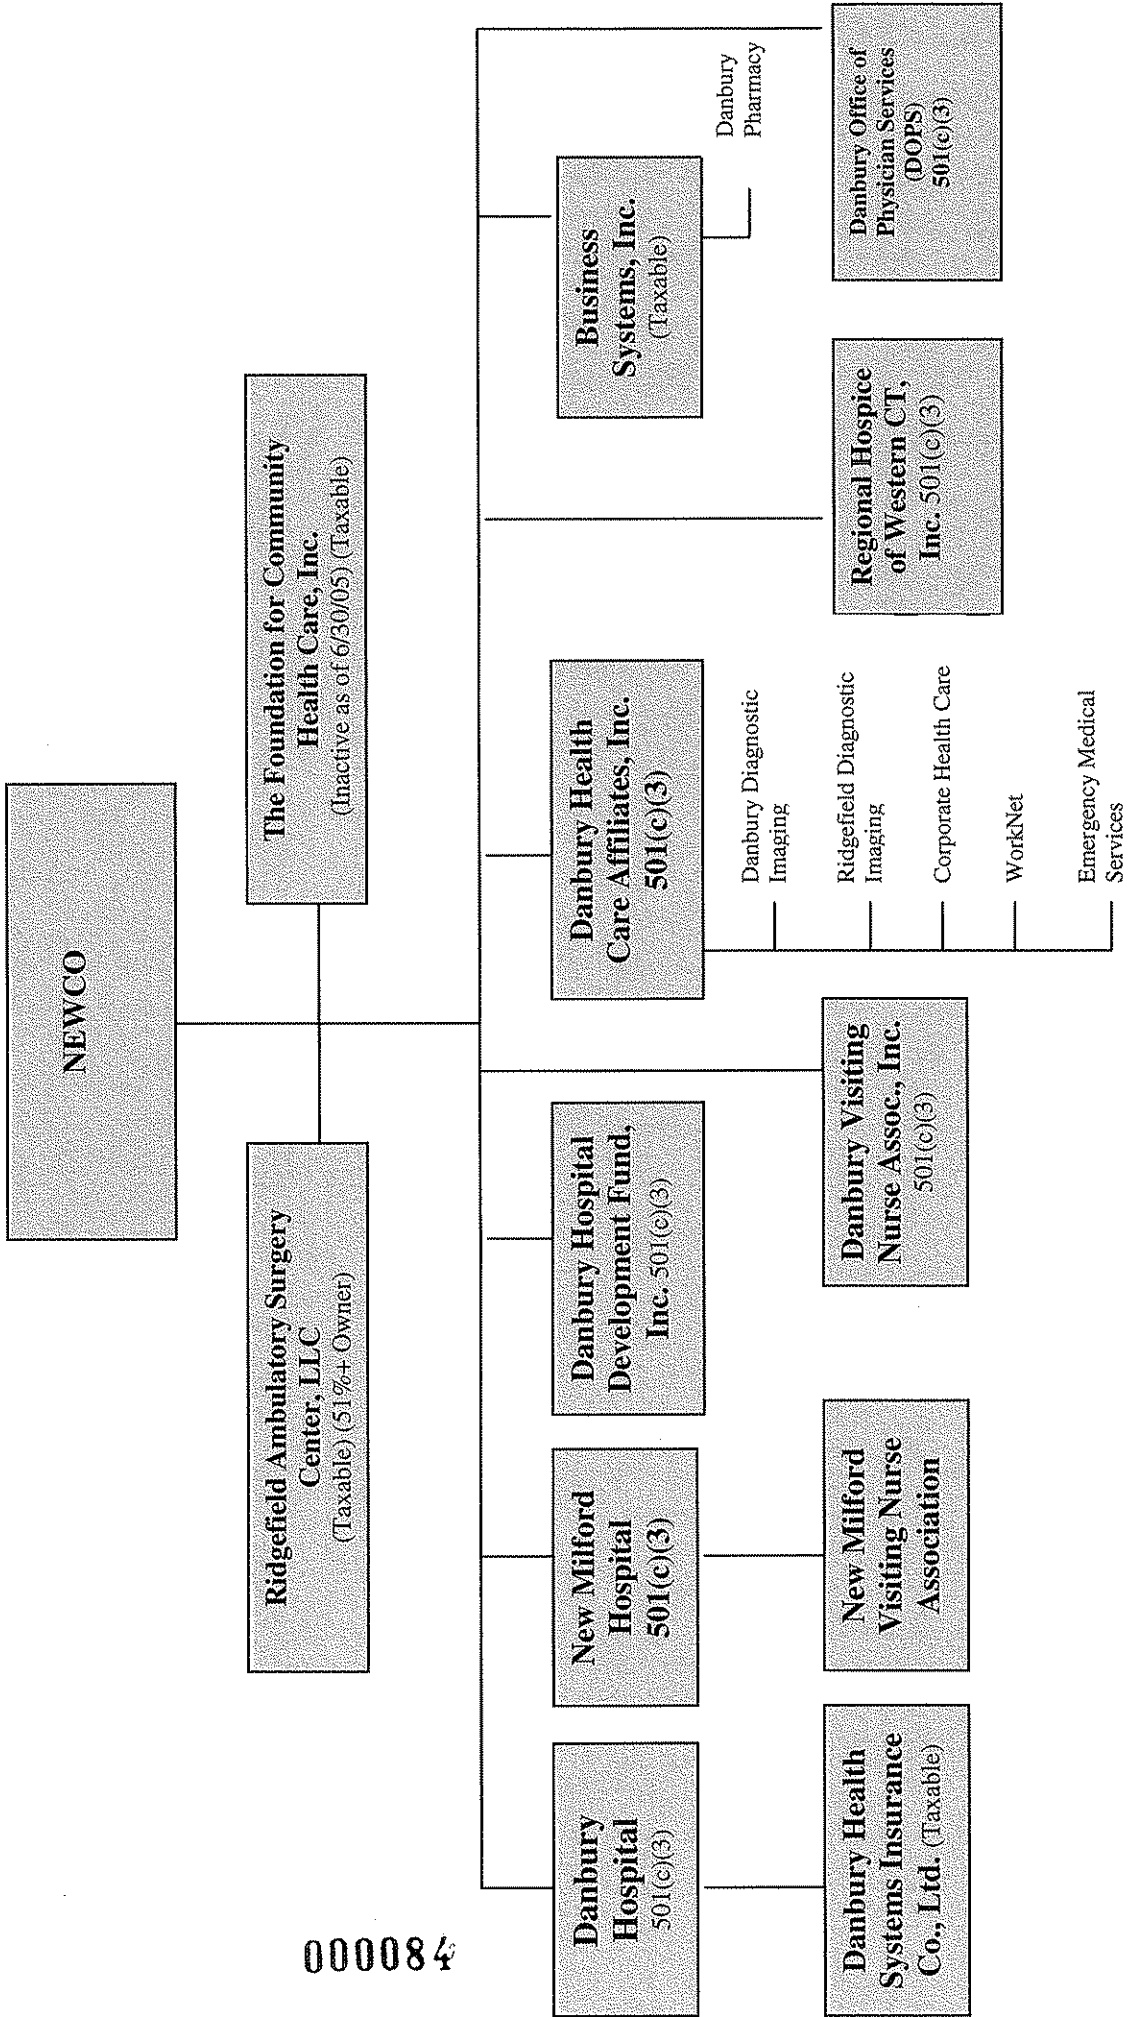 NEWCO
Ridgefield Ambulatory Surgery
Center, LLC
(Taxable) (51%+ Owner)
The Foundation for Community
Health Care, Inc.
(Inactive as of 6/30/05) (Taxable)
Danbury
Hospital
501(c)(3)
New Milford
Hospital
501(c)(3)
Danbury Hospital
Development Fund,
Inc. 501(c)(3)
Danbury Health
Care Affiliates, Inc.
501(c)(3)
Business
Systems, Inc.
(Taxable)
Danbury
Pharmacy
Danbury Diagnostic
Imaging
Ridgefield Diagnostic
Imaging
Corporate Health Care
WorkNet
Emergency Medical
Services
Danbury Health
Systems Insurance
Co., Ltd. (Taxable)
New Milford
Visiting Nurse
Association
Danbury Visiting
Nurse Assoc., Inc.
501(c)(3)
Regional Hospice
of Western CT,
Inc. 501(c)(3)
Danbury Office of
Physician Services
(DOPS)
501(c)(3)
000084